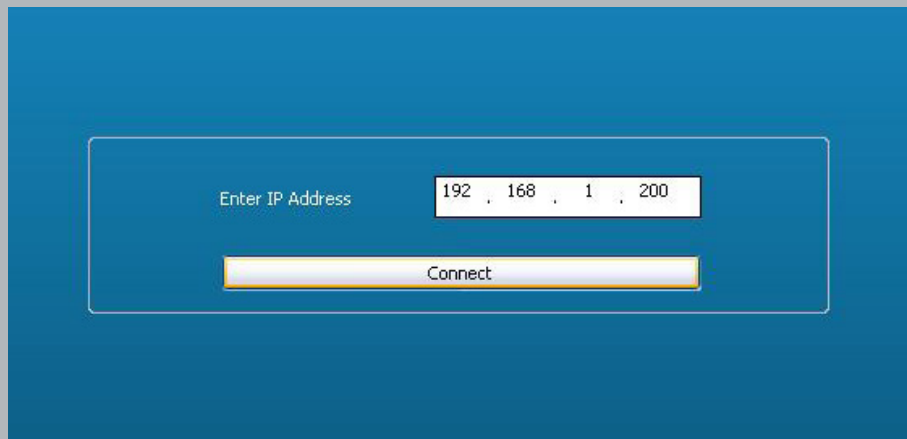 Enter IP Address 192 . 168 . 1 . 200
Connect